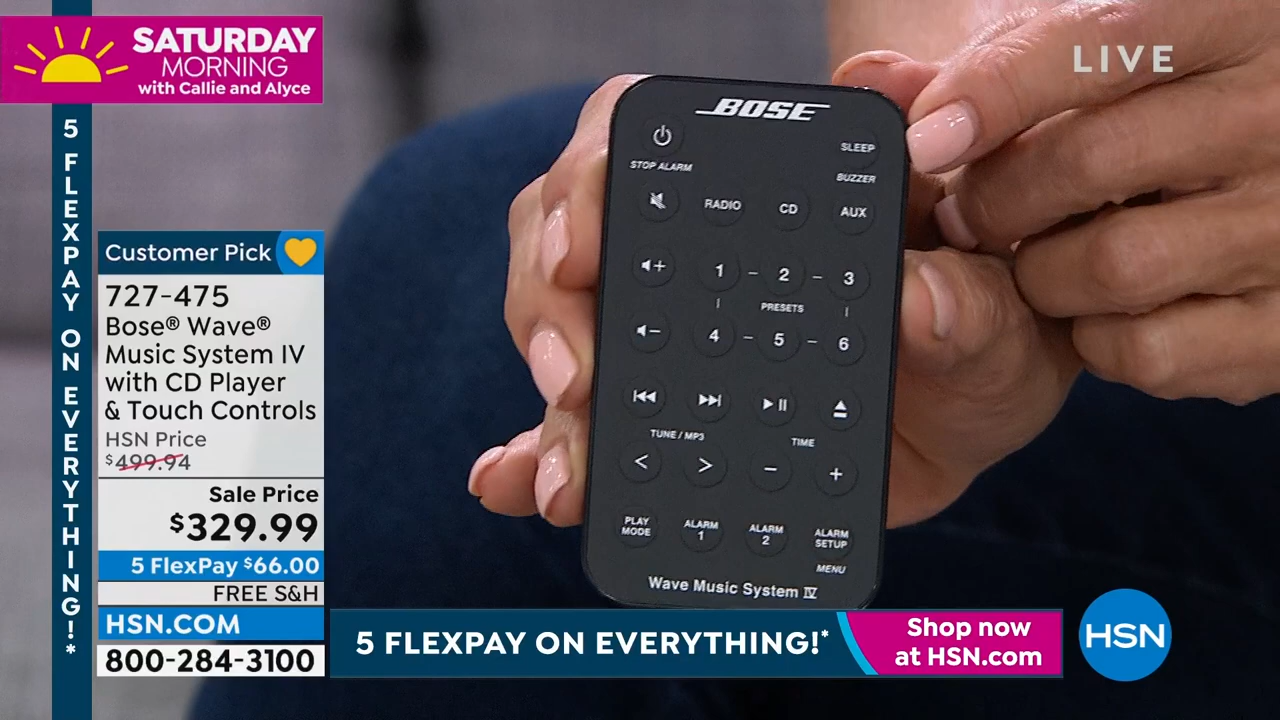 SATURDAY
MORNING
with Callie and Alyce
LIVE
5 FLEXPAY ON EVERYTHING!*
Customer Pick
727-475
Bose® Wave®
Music System IV
with CD Player
& Touch Controls
HSN Price
$499.94
Sale Price
$329.99
5 FlexPay $66.00
FREE S&H
HSN.COM
800-284-3100
BOSE
SLEEP
STOP ALARM
BUZZER
RADIO CD AUX
1 - 2 - 3
PRESETS
4 - 5 - 6
TUNE / MP3 TIME
< > − +
PLAY MODE
ALARM 1
ALARM 2
ALARM SETUP
MENU
Wave Music System IV
5 FLEXPAY ON EVERYTHING!*
Shop now
at HSN.com
HSN